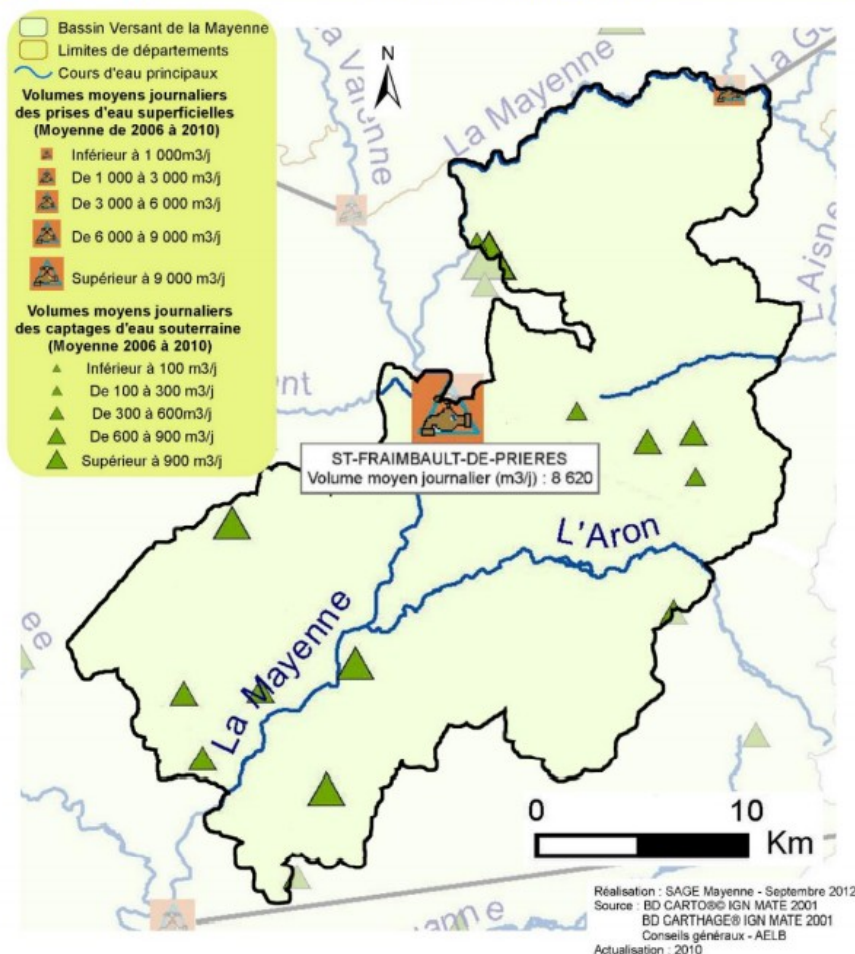 Bassin Versant de la Mayenne
Limites de départements
Cours d'eau principaux
Volumes moyens journaliers
des prises d'eau superficielles
(Moyenne de 2006 à 2010)
Inférieur à 1 000m3/j
De 1 000 à 3 000 m3/j
De 3 000 à 6 000 m3/j
De 6 000 à 9 000 m3/j
Supérieur à 9 000 m3/j
Volumes moyens journaliers
des captages d'eau souterraine
(Moyenne 2006 à 2010)
Inférieur à 100 m3/j
De 100 à 300 m3/j
De 300 à 600m3/j
De 600 à 900 m3/j
Supérieur à 900 m3/j
N
La Varenne
La Mayenne
La
L'Aisne
ST-FRAIMBAULT-DE-PRIERES
Volume moyen journalier (m3/j) : 8 620
L'Aron
La Mayenne
0 10
Km
Réalisation : SAGE Mayenne - Septembre 2012
Source : BD CARTO®© IGN MATE 2001
BD CARTHAGE® IGN MATE 2001
Conseils généraux - AELB
Actualisation : 2010